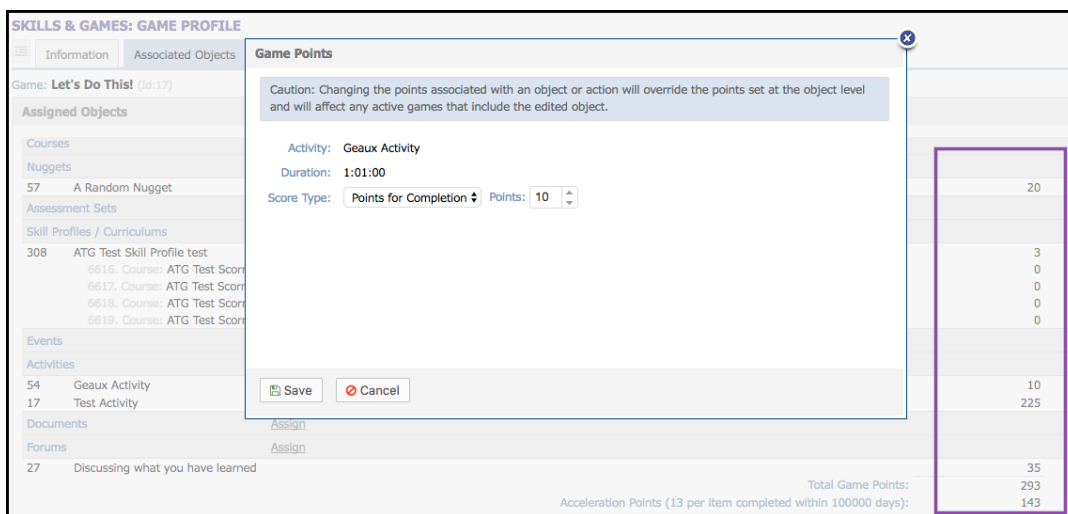 SKILLS & GAMES: GAME PROFILE
Information Associated Objects
Game: Let's Do This! (Id:17)
Assigned Objects
Courses
Nuggets
57 A Random Nugget 20
Assessment Sets
Skill Profiles / Curriculums
308 ATG Test Skill Profile test 3
6616. Course: ATG Test Scorr 0
6617. Course: ATG Test Scorr 0
6618. Course: ATG Test Scorr 0
6619. Course: ATG Test Scorr 0
Events
Activities
54 Geaux Activity 10
17 Test Activity 225
Documents Assign
Forums Assign
27 Discussing what you have learned 35
Total Game Points: 293
Acceleration Points (13 per item completed within 100000 days): 143
Game Points
Caution: Changing the points associated with an object or action will override the points set at the object level
and will affect any active games that include the edited object.
Activity: Geaux Activity
Duration: 1:01:00
Score Type: Points for Completion Points: 10
Save Cancel